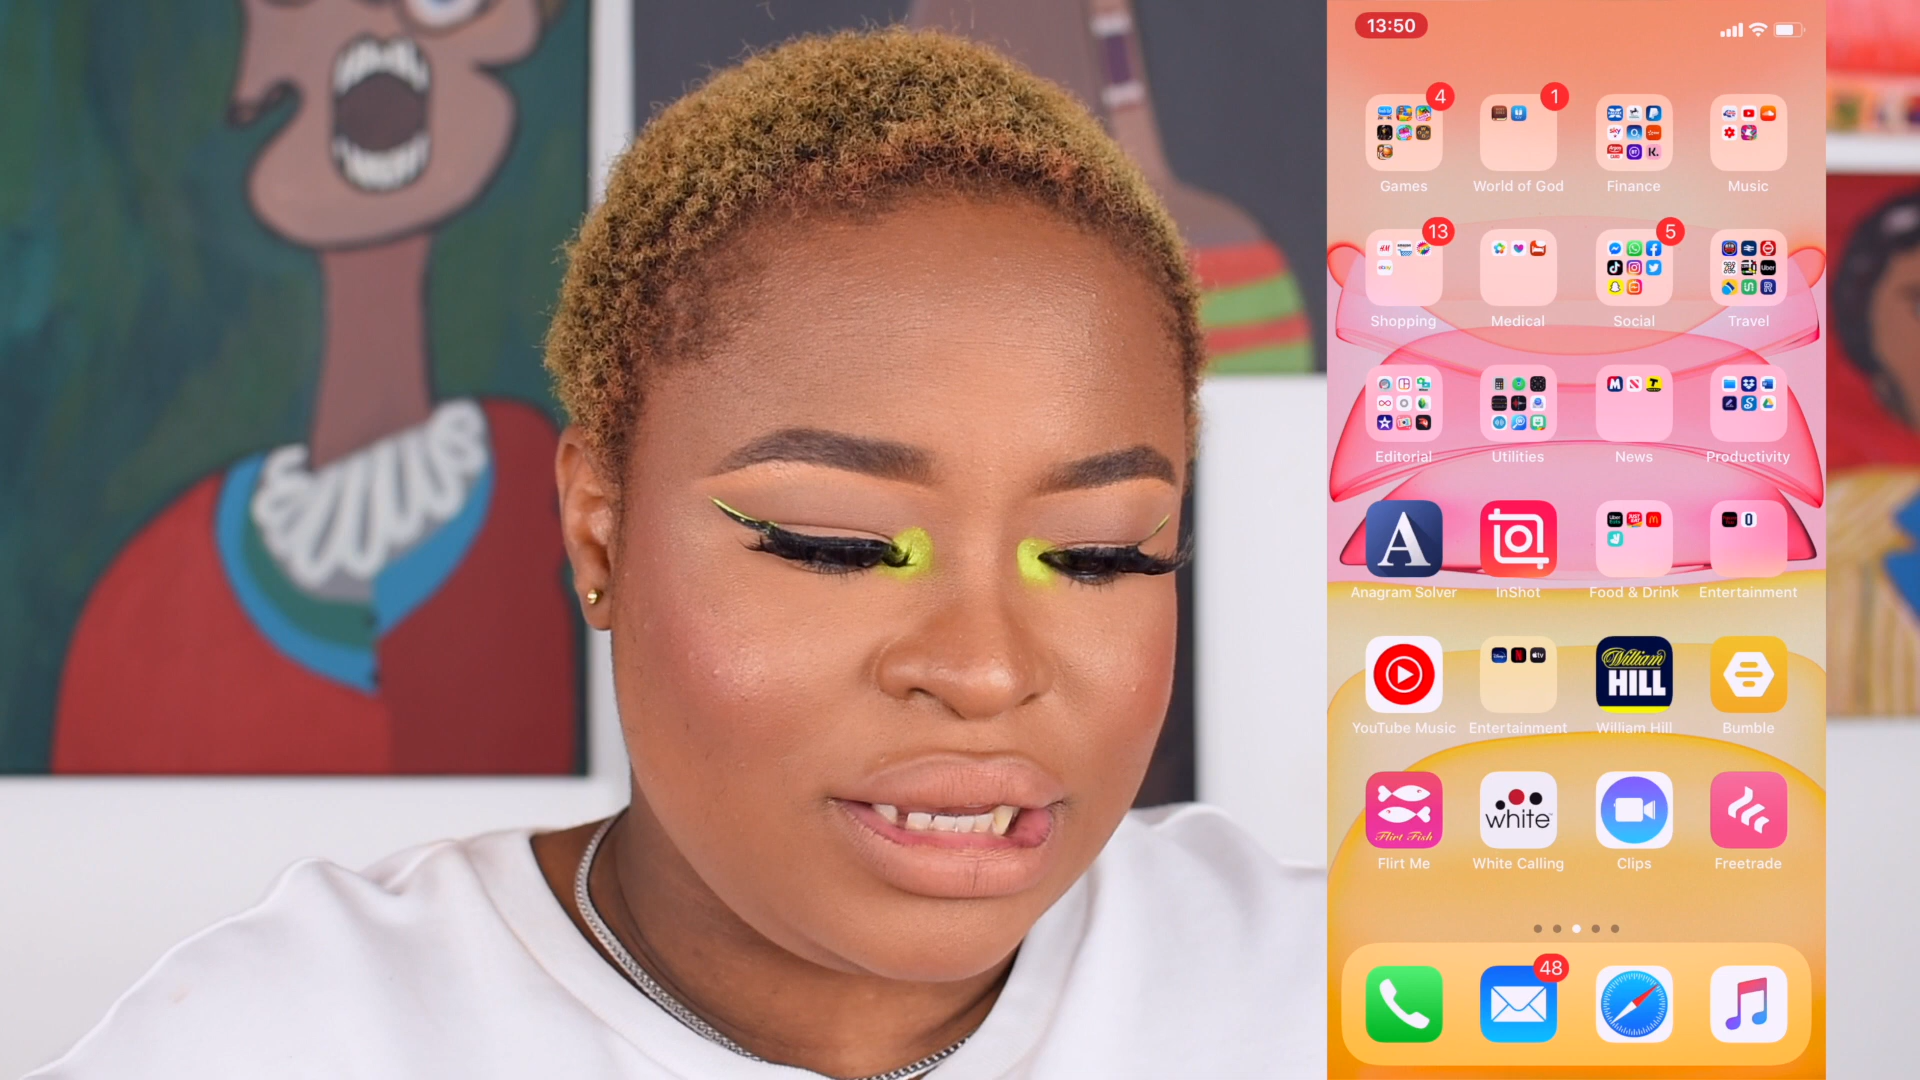 13:50
4
1
Games
World of God
Finance
Music
13
5
Shopping
Medical
Social
Travel
Editorial
Utilities
News
Productivity
A
Anagram Solver
InShot
Food & Drink
Entertainment
William
HILL
YouTube Music
Entertainment
William Hill
Bumble
Flirt Fish
white
Flirt Me
White Calling
Clips
Freetrade
48